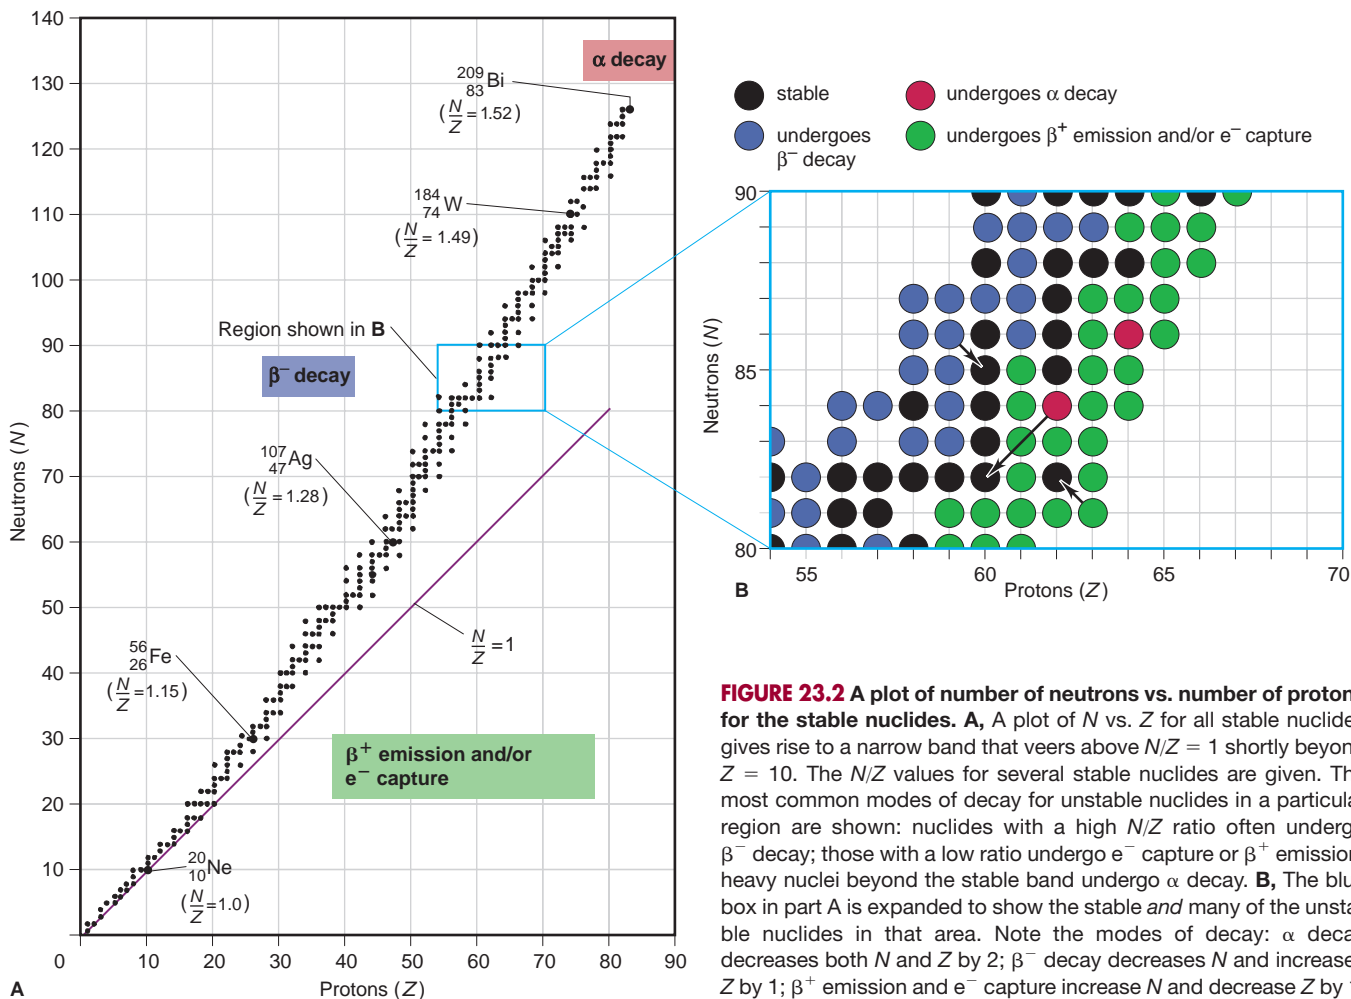 140
130
120
110
100
90
80
70
60
50
40
30
20
10
0
10 20 30 40 50 60 70 80 90
Neutrons (N)
Protons (Z)
A
α decay
209
83 Bi
(N/Z =1.52)
184
74 W
(N/Z =1.49)
Region shown in B
β− decay
107
47 Ag
(N/Z =1.28)
N/Z =1
56
26 Fe
(N/Z =1.15)
β+ emission and/or
e− capture
20
10 Ne
(N/Z =1.0)
stable
undergoes α decay
undergoes
β− decay
undergoes β+ emission and/or e− capture
90
85
80
Neutrons (N)
55 60 65 70
B
Protons (Z)
FIGURE 23.2 A plot of number of neutrons vs. number of proton
for the stable nuclides. A, A plot of N vs. Z for all stable nuclide
gives rise to a narrow band that veers above N/Z = 1 shortly beyon
Z = 10. The N/Z values for several stable nuclides are given. Th
most common modes of decay for unstable nuclides in a particula
region are shown: nuclides with a high N/Z ratio often underg
β− decay; those with a low ratio undergo e− capture or β+ emission
heavy nuclei beyond the stable band undergo α decay. B, The blu
box in part A is expanded to show the stable and many of the unsta
ble nuclides in that area. Note the modes of decay: α deca
decreases both N and Z by 2; β− decay decreases N and increase
Z by 1; β+ emission and e− capture increase N and decrease Z by 1